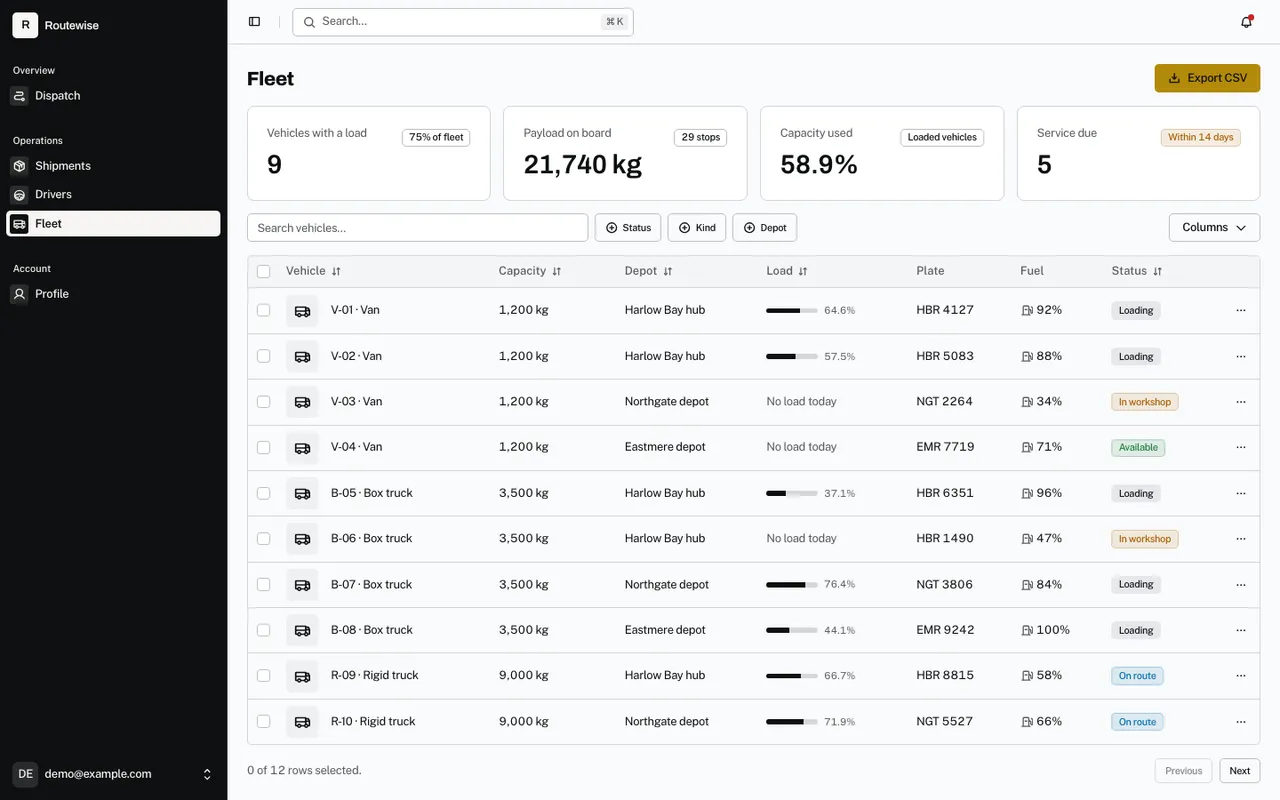 R Routewise
Overview
Dispatch
Operations
Shipments
Drivers
Fleet
Account
Profile
DE demo@example.com
Search... ⌘ K
Fleet
Export CSV
Vehicles with a load 75% of fleet
9
Payload on board 29 stops
21,740 kg
Capacity used Loaded vehicles
58.9%
Service due Within 14 days
5
Search vehicles... Status Kind Depot Columns
Vehicle Capacity Depot Load Plate Fuel Status
V-01 · Van 1,200 kg Harlow Bay hub 64.6% HBR 4127 92% Loading ...
V-02 · Van 1,200 kg Harlow Bay hub 57.5% HBR 5083 88% Loading ...
V-03 · Van 1,200 kg Northgate depot No load today NGT 2264 34% In workshop ...
V-04 · Van 1,200 kg Eastmere depot No load today EMR 7719 71% Available ...
B-05 · Box truck 3,500 kg Harlow Bay hub 37.1% HBR 6351 96% Loading ...
B-06 · Box truck 3,500 kg Harlow Bay hub No load today HBR 1490 47% In workshop ...
B-07 · Box truck 3,500 kg Northgate depot 76.4% NGT 3806 84% Loading ...
B-08 · Box truck 3,500 kg Eastmere depot 44.1% EMR 9242 100% Loading ...
R-09 · Rigid truck 9,000 kg Harlow Bay hub 66.7% HBR 8815 58% On route ...
R-10 · Rigid truck 9,000 kg Northgate depot 71.9% NGT 5527 66% On route ...
0 of 12 rows selected. Previous Next